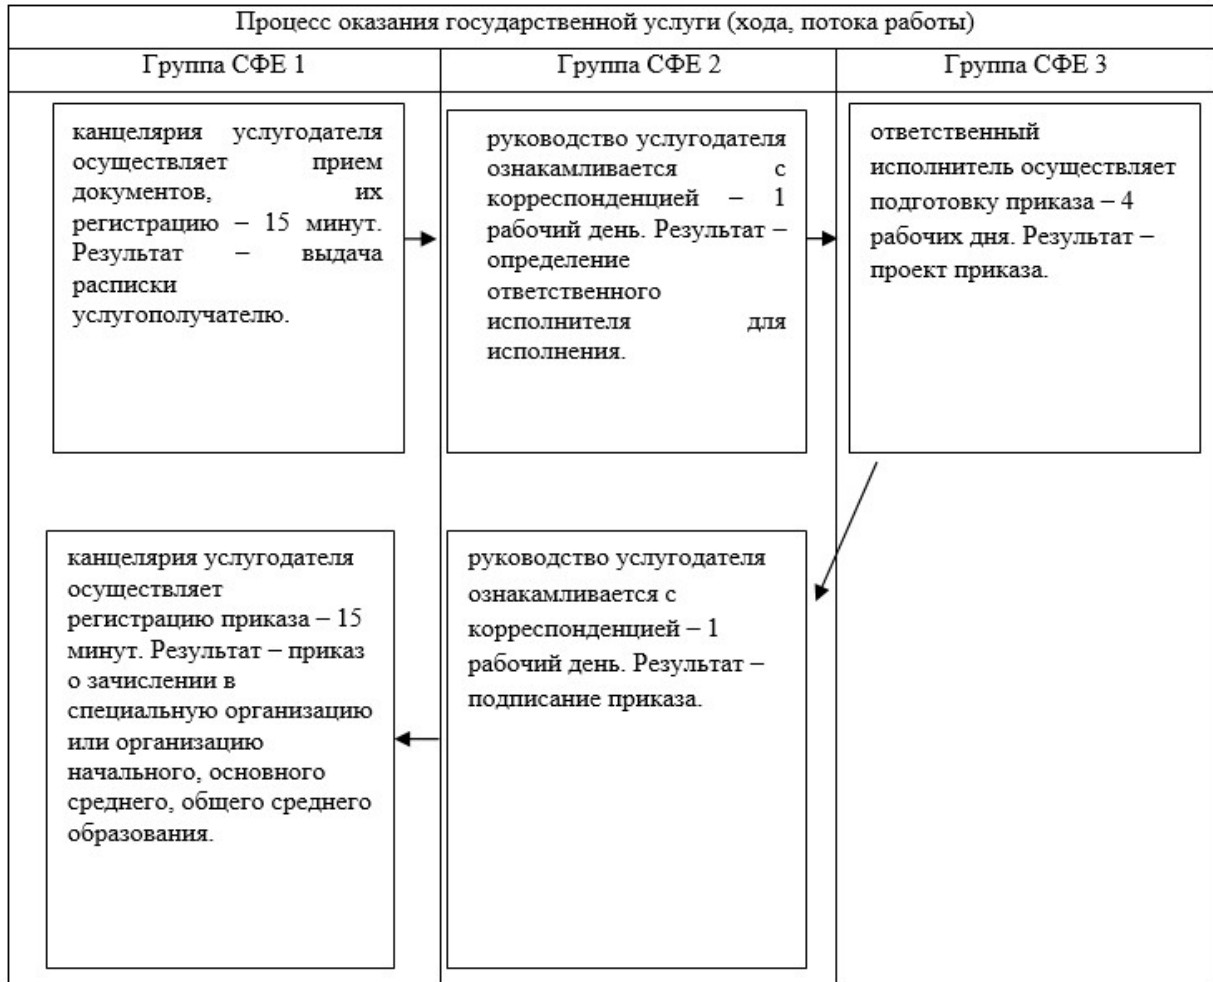 Процесс оказания государственной услуги (хода, потока работы)
Группа СФЕ 1
Группа СФЕ 2
Группа СФЕ 3
канцелярия услугодателя
осуществляет прием
документов, их
регистрацию – 15 минут.
Результат – выдача
расписки
услугополучателю.
руководство услугодателя
ознакамливается с
корреспонденцией – 1
рабочий день. Результат –
определение
ответственного
исполнителя для
исполнения.
ответственный
исполнитель осуществляет
подготовку приказа – 4
рабочих дня. Результат –
проект приказа.
канцелярия услугодателя
осуществляет
регистрацию приказа – 15
минут. Результат – приказ
о зачислении в
специальную организацию
или организацию
начального, основного
среднего, общего среднего
образования.
руководство услугодателя
ознакамливается с
корреспонденцией – 1
рабочий день. Результат –
подписание приказа.